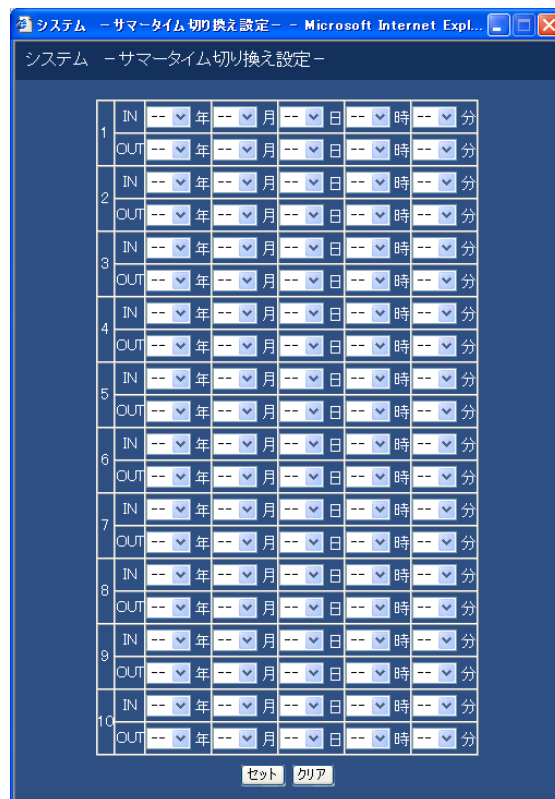 システム －サマータイム切り換え設定－ - Microsoft Internet Expl...
システム －サマータイム切り換え設定－
1 IN -- 年 -- 月 -- 日 -- 時 -- 分
OUT -- 年 -- 月 -- 日 -- 時 -- 分
2 IN -- 年 -- 月 -- 日 -- 時 -- 分
OUT -- 年 -- 月 -- 日 -- 時 -- 分
3 IN -- 年 -- 月 -- 日 -- 時 -- 分
OUT -- 年 -- 月 -- 日 -- 時 -- 分
4 IN -- 年 -- 月 -- 日 -- 時 -- 分
OUT -- 年 -- 月 -- 日 -- 時 -- 分
5 IN -- 年 -- 月 -- 日 -- 時 -- 分
OUT -- 年 -- 月 -- 日 -- 時 -- 分
6 IN -- 年 -- 月 -- 日 -- 時 -- 分
OUT -- 年 -- 月 -- 日 -- 時 -- 分
7 IN -- 年 -- 月 -- 日 -- 時 -- 分
OUT -- 年 -- 月 -- 日 -- 時 -- 分
8 IN -- 年 -- 月 -- 日 -- 時 -- 分
OUT -- 年 -- 月 -- 日 -- 時 -- 分
9 IN -- 年 -- 月 -- 日 -- 時 -- 分
OUT -- 年 -- 月 -- 日 -- 時 -- 分
10 IN -- 年 -- 月 -- 日 -- 時 -- 分
OUT -- 年 -- 月 -- 日 -- 時 -- 分
セット クリア